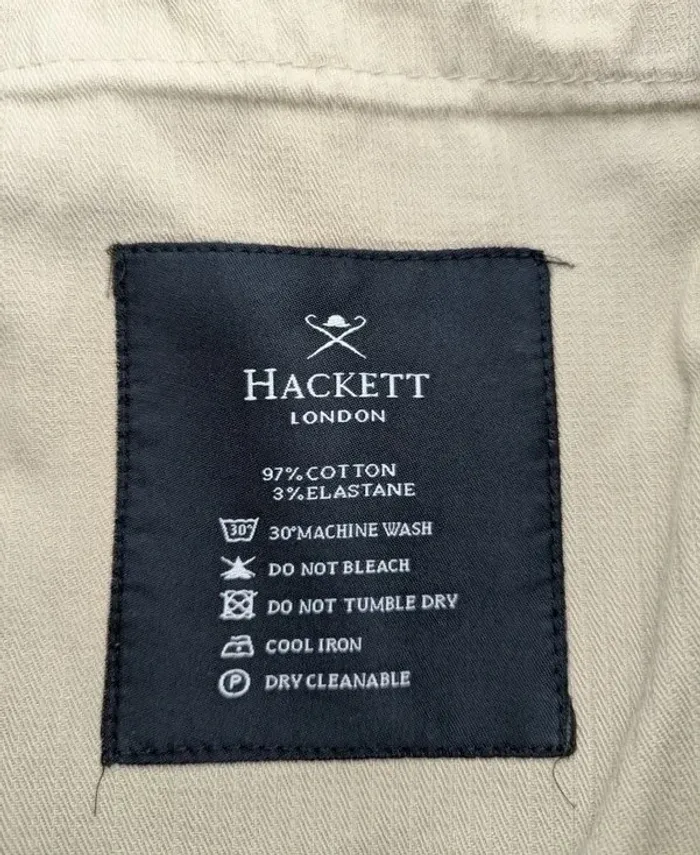 HACKETT
LONDON
97% COTTON
3% ELASTANE
30° 30° MACHINE WASH
DO NOT BLEACH
DO NOT TUMBLE DRY
COOL IRON
P DRY CLEANABLE